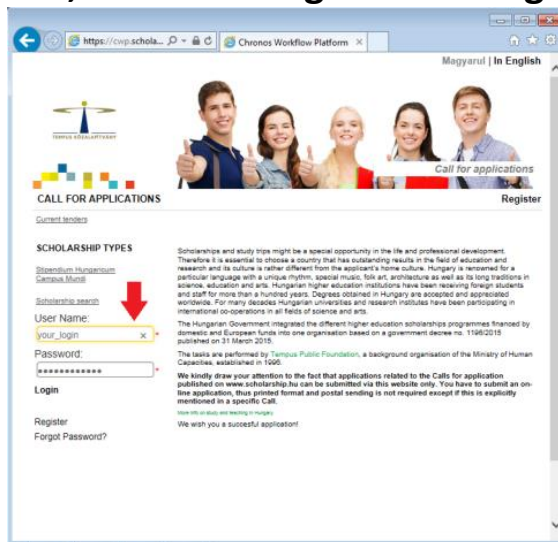 https://cwp.schola...
Chronos Workflow Platform
Magyarul | In English
TEMPUS KÖZALAPÍTVÁNY
Call for applications
CALL FOR APPLICATIONS
Register
Current tenders
SCHOLARSHIP TYPES
Stipendium Hungaricum
Campus Mundi
Scholarship search
User Name:
your_login
Password:
Login
Register
Forgot Password?
Scholarships and study trips might be a special opportunity in the life and professional development.
Therefore it is essential to choose a country that has outstanding results in the field of education and
research and its culture is rather different from the applicant's home culture. Hungary is renowned for a
particular language with a unique rhythm, special music, folk art, architecture as well as its long traditions in
science, education and arts. Hungarian higher education institutions have been receiving foreign students
and staff for more than a hundred years. Degrees obtained in Hungary are accepted and appreciated
worldwide. For many decades Hungarian universities and research institutes have been participating in
international co-operations in all fields of science and arts.
The Hungarian Government integrated the different higher education scholarships programmes financed by
domestic and European funds into one organisation based on a government decree no. 1196/2015
published on 31 March 2015.
The tasks are performed by Tempus Public Foundation, a background organisation of the Ministry of Human
Capacities, established in 1996.
We kindly draw your attention to the fact that applications related to the Calls for application
published on www.scholarship.hu can be submitted via this website only. You have to submit an on-
line application, thus printed format and postal sending is not required except if this is explicitly
mentioned in a specific Call.
More info on study and teaching in Hungary
We wish you a succesful application!